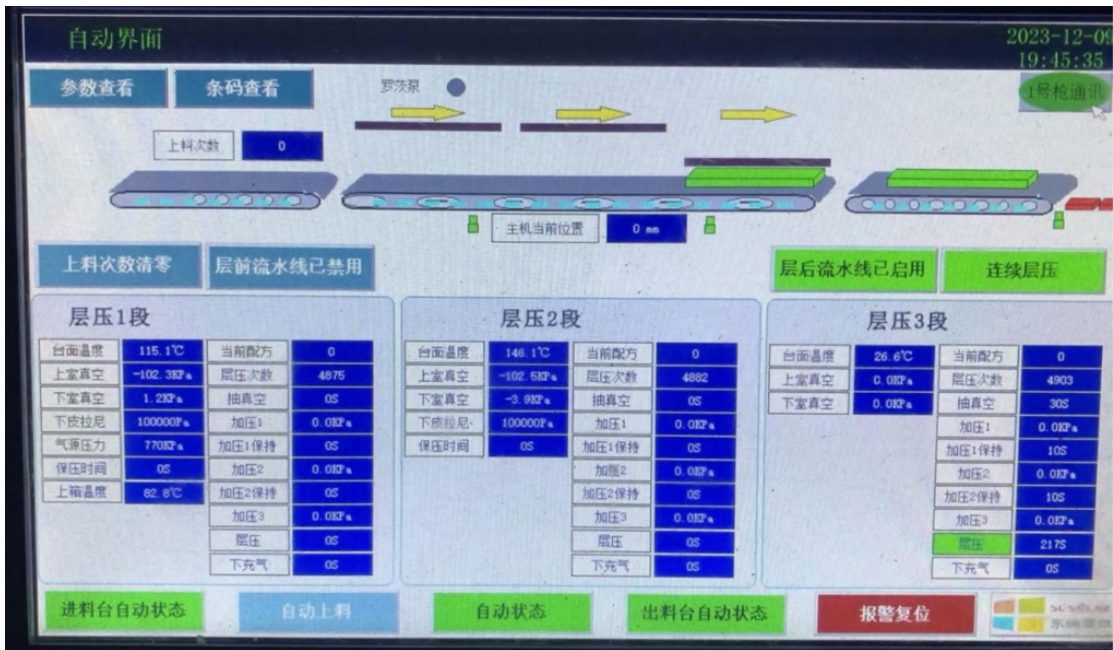 自动界面
2023-12-09
19:45:35
参数查看
条码查看
罗茨泵
1号枪通讯
上料次数
0
主机当前位置
0 mm
上料次数清零
层前流水线已禁用
层后流水线已启用
连续层压
层压1段
台面温度 115.1℃ 当前配方 0
上室真空 -102.3KPa 层压次数 4875
下室真空 1.2KPa 抽真空 0S
下皮拉尼 100000Pa 加压1 0.0KPa
气源压力 770KPa 加压1保持 0S
保压时间 0S 加压2 0.0KPa
上箱温度 82.8℃ 加压2保持 0S
加压3 0.0KPa
层压 0S
下充气 0S
层压2段
台面温度 146.1℃ 当前配方 0
上室真空 -102.5KPa 层压次数 4882
下室真空 -3.9KPa 抽真空 0S
下皮拉尼 100000Pa 加压1 0.0KPa
保压时间 0S 加压1保持 0S
加压2 0.0KPa
加压2保持 0S
加压3 0.0KPa
层压 0S
下充气 0S
层压3段
台面温度 26.6℃ 当前配方 0
上室真空 0.0KPa 层压次数 4903
下室真空 0.0KPa 抽真空 30S
加压1 0.0KPa
加压1保持 10S
加压2 0.0KPa
加压2保持 10S
加压3 0.0KPa
层压 217S
下充气 0S
进料台自动状态
自动上料
自动状态
出料台自动状态
报警复位